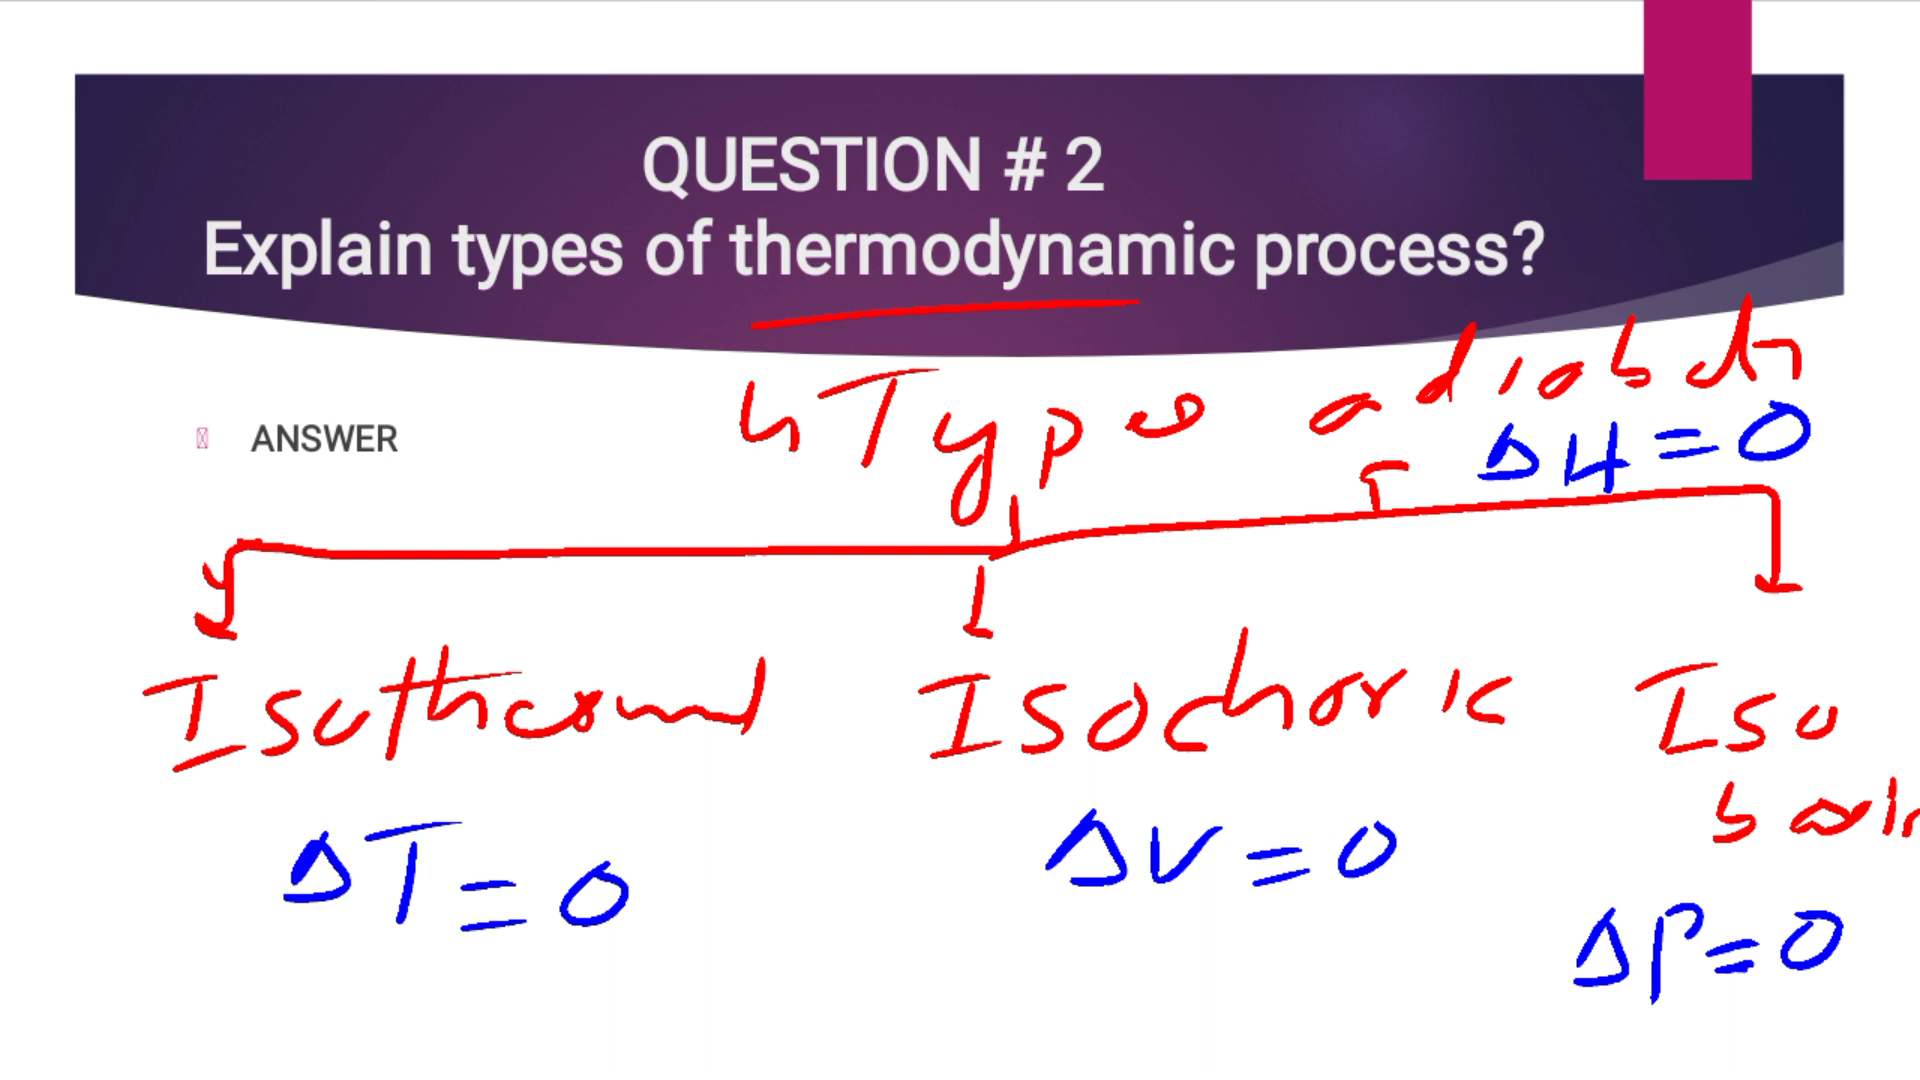 QUESTION # 2
Explain types of thermodynamic process?
ANSWER
4 Types
ΔH = 0
Isochoric
Iso
ΔT = 0
ΔV = 0
ΔP = 0